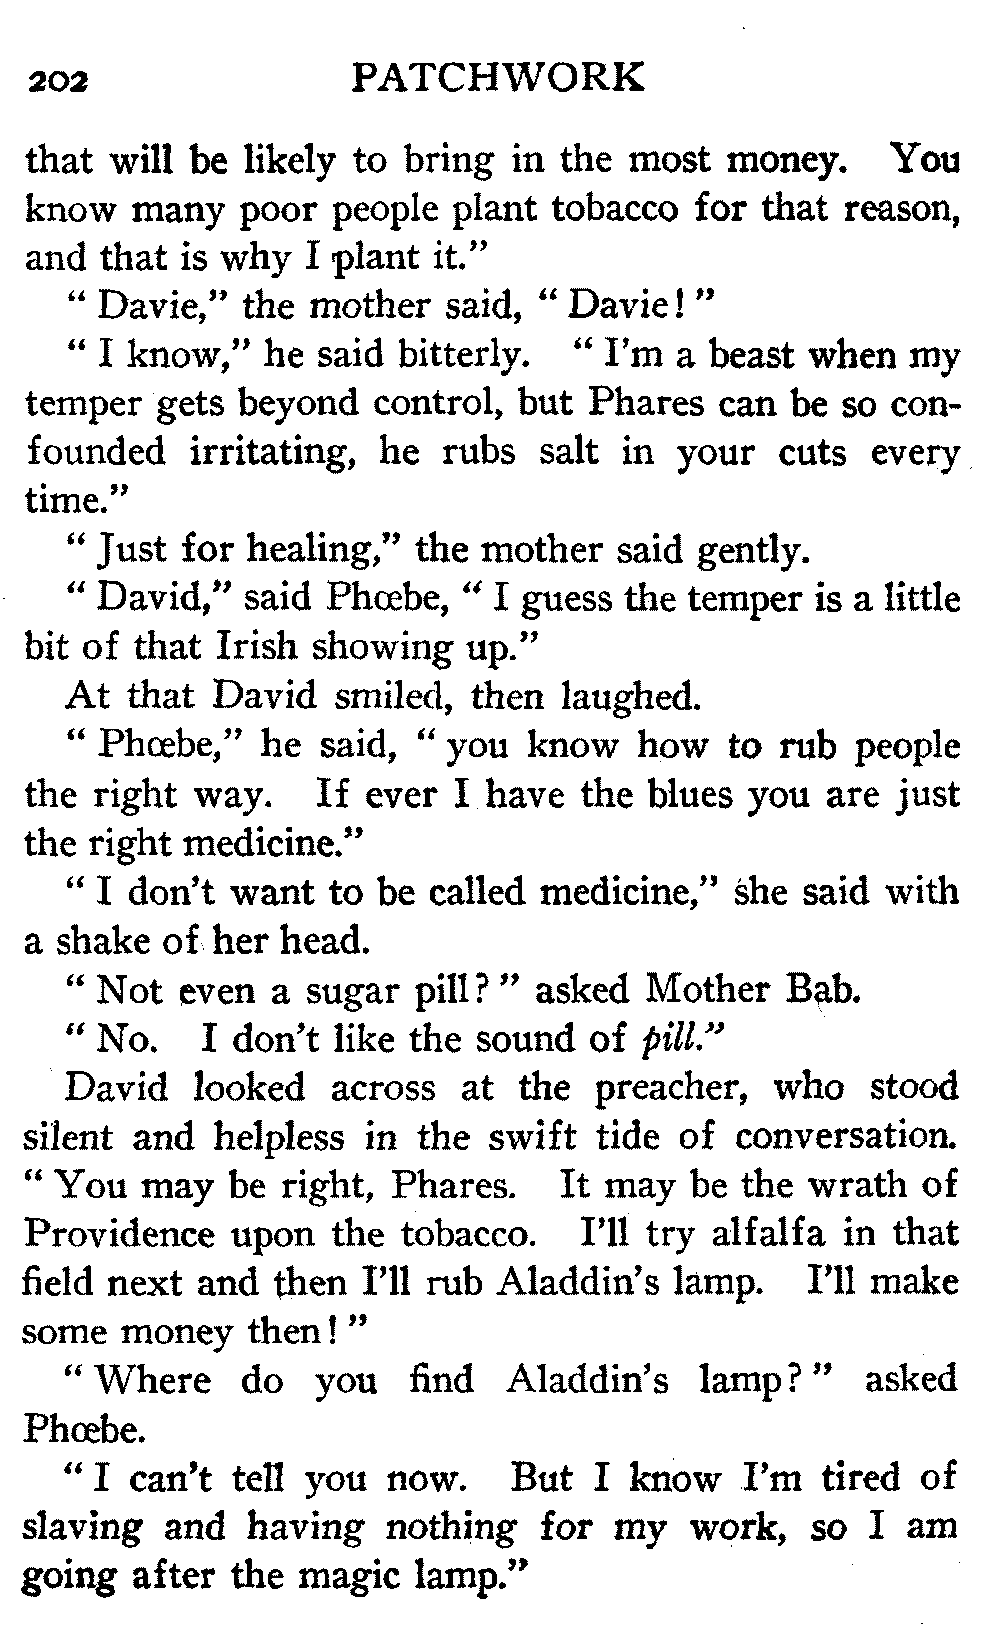 202 PATCHWORK
that will be likely to bring in the most money. You
know many poor people plant tobacco for that reason,
and that is why I plant it."
" Davie," the mother said, " Davie! "
" I know," he said bitterly. " I'm a beast when my
temper gets beyond control, but Phares can be so con-
founded irritating, he rubs salt in your cuts every
time."
" Just for healing," the mother said gently.
" David," said Phœbe, " I guess the temper is a little
bit of that Irish showing up."
At that David smiled, then laughed.
" Phœbe," he said, " you know how to rub people
the right way. If ever I have the blues you are just
the right medicine."
" I don't want to be called medicine," she said with
a shake of her head.
" Not even a sugar pill? " asked Mother Bab.
" No. I don't like the sound of pill."
David looked across at the preacher, who stood
silent and helpless in the swift tide of conversation.
" You may be right, Phares. It may be the wrath of
Providence upon the tobacco. I'll try alfalfa in that
field next and then I'll rub Aladdin's lamp. I'll make
some money then! "
" Where do you find Aladdin's lamp? " asked
Phœbe.
" I can't tell you now. But I know I'm tired of
slaving and having nothing for my work, so I am
going after the magic lamp."